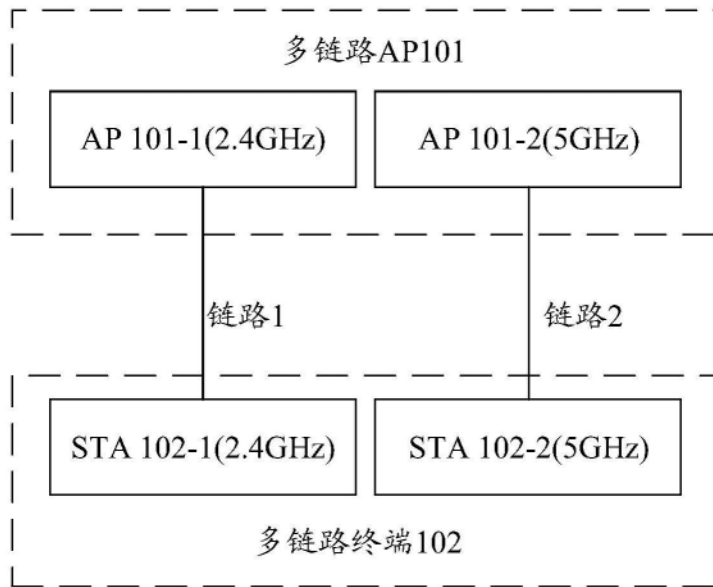 多链路AP101
AP 101-1(2.4GHz)
AP 101-2(5GHz)
链路1
链路2
STA 102-1(2.4GHz)
STA 102-2(5GHz)
多链路终端102